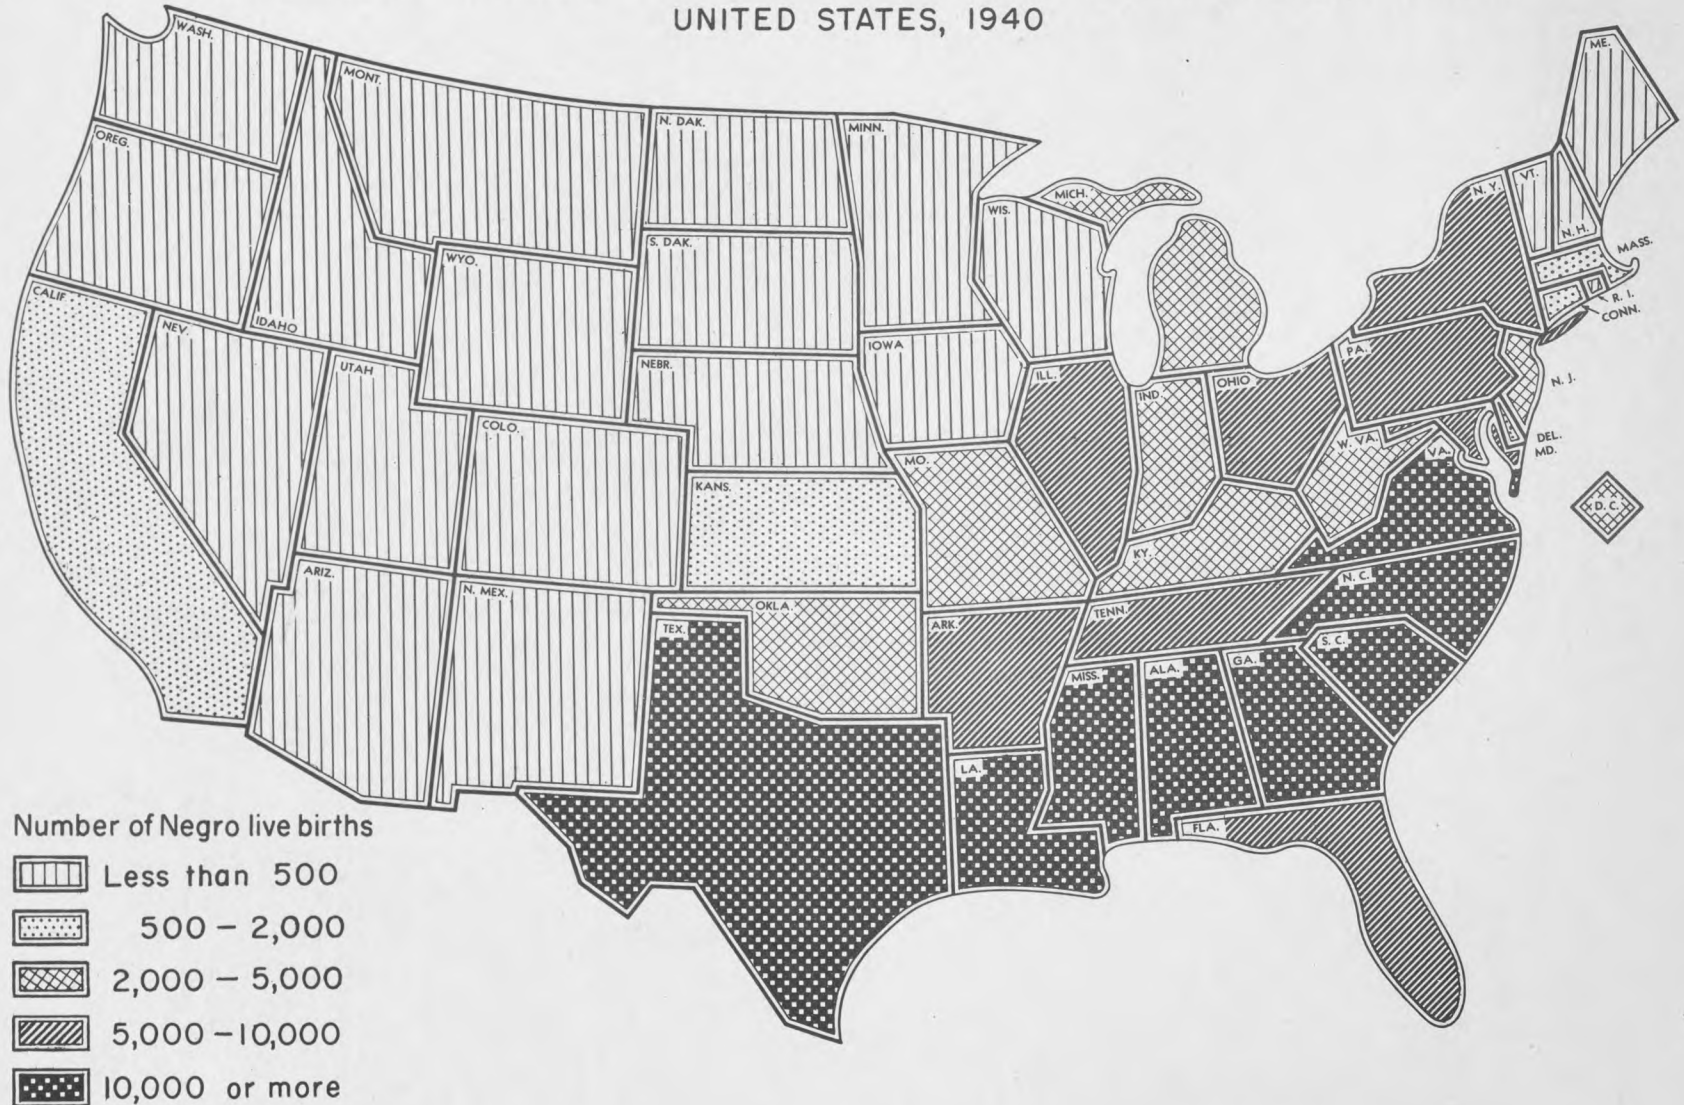 UNITED STATES, 1940
WASH.
MONT.
N. DAK.
MINN.
ME.
OREG.
MICH.
N. Y.
VT.
WIS.
N. H.
S. DAK.
MASS.
WYO.
CALIF
R. I.
NEV.
IDAHO
CONN.
IOWA
PA.
UTAH
NEBR.
ILL.
OHIO
N. J.
IND.
COLO.
W. VA.
DEL.
MO.
VA.
MD.
KANS.
D. C.
KY.
ARIZ.
N. C.
N. MEX.
OKLA.
TENN.
TEX.
ARK.
S. C.
GA.
MISS.
ALA.
LA.
FLA.
Number of Negro live births
Less than 500
500 – 2,000
2,000 – 5,000
5,000 – 10,000
10,000 or more